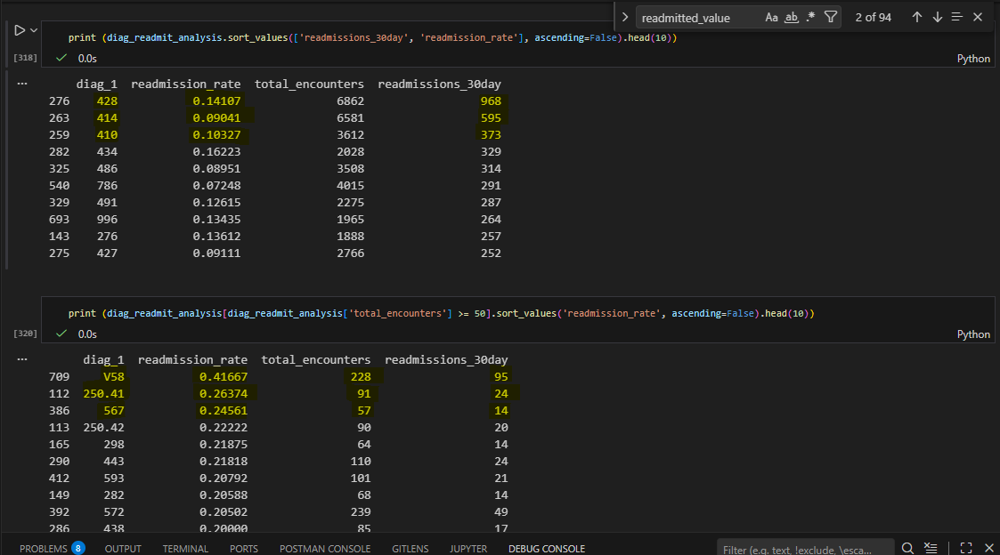 readmitted_value Aa ab .* 2 of 94
print (diag_readmit_analysis.sort_values(['readmissions_30day', 'readmission_rate'], ascending=False).head(10))
[318] 0.0s Python
...
diag_1 readmission_rate total_encounters readmissions_30day
276 428 0.14107 6862 968
263 414 0.09041 6581 595
259 410 0.10327 3612 373
282 434 0.16223 2028 329
325 486 0.08951 3508 314
540 786 0.07248 4015 291
329 491 0.12615 2275 287
693 996 0.13435 1965 264
143 276 0.13612 1888 257
275 427 0.09111 2766 252
print (diag_readmit_analysis[diag_readmit_analysis['total_encounters'] >= 50].sort_values('readmission_rate', ascending=False).head(10))
[320] 0.0s Python
...
diag_1 readmission_rate total_encounters readmissions_30day
709 V58 0.41667 228 95
112 250.41 0.26374 91 24
386 567 0.24561 57 14
113 250.42 0.22222 90 20
165 298 0.21875 64 14
290 443 0.21818 110 24
412 593 0.20792 101 21
149 282 0.20588 68 14
392 572 0.20502 239 49
286 438 0.20000 85 17
PROBLEMS 8 OUTPUT TERMINAL PORTS POSTMAN CONSOLE GITLENS JUPYTER DEBUG CONSOLE Filter (e.g. text, !exclude, \esca...